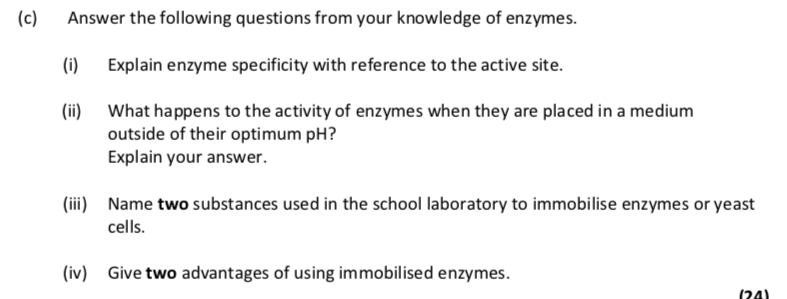 (c) Answer the following questions from your knowledge of enzymes.
(i) Explain enzyme specificity with reference to the active site.
(ii) What happens to the activity of enzymes when they are placed in a medium
outside of their optimum pH?
Explain your answer.
(iii) Name two substances used in the school laboratory to immobilise enzymes or yeast
cells.
(iv) Give two advantages of using immobilised enzymes.
(24)